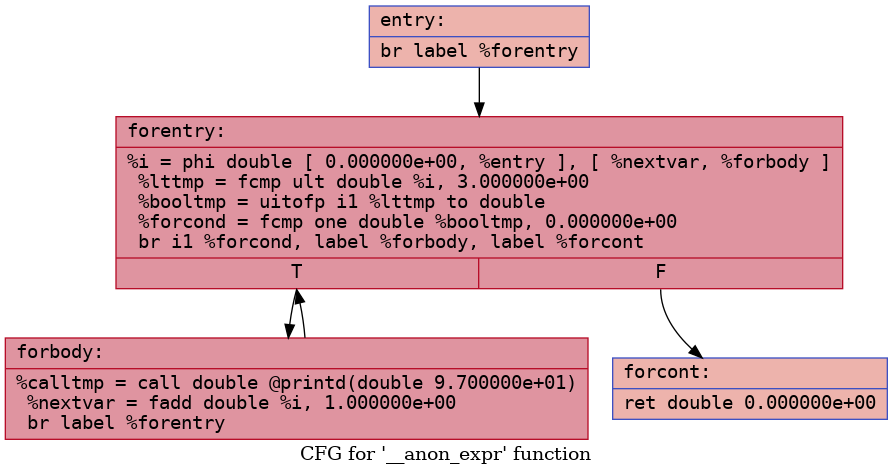 entry:
br label %forentry
forentry:
%i = phi double [ 0.000000e+00, %entry ], [ %nextvar, %forbody ]
%lttmp = fcmp ult double %i, 3.000000e+00
%booltmp = uitofp i1 %lttmp to double
%forcond = fcmp one double %booltmp, 0.000000e+00
br i1 %forcond, label %forbody, label %forcont
T
F
forbody:
%calltmp = call double @printd(double 9.700000e+01)
%nextvar = fadd double %i, 1.000000e+00
br label %forentry
forcont:
ret double 0.000000e+00
CFG for '__anon_expr' function